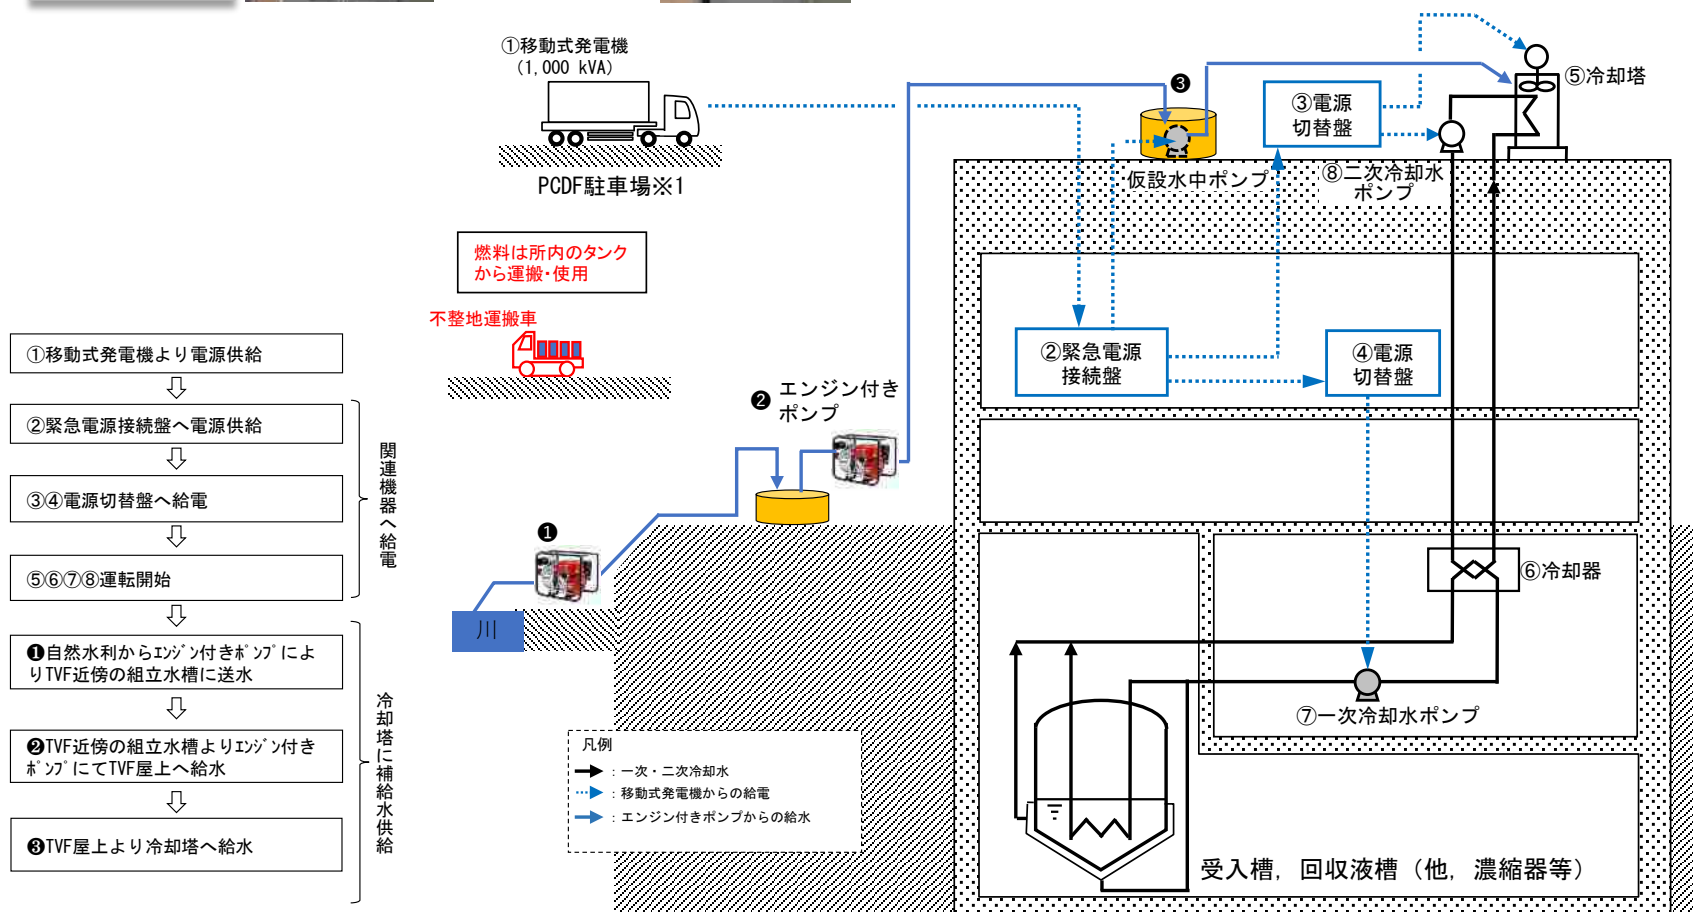 ①移動式発電機
(1,000 kVA)
PCDF駐車場※1
燃料は所内のタンク
から運搬・使用
不整地運搬車
①移動式発電機より電源供給
②緊急電源接続盤へ電源供給
③④電源切替盤へ給電
⑤⑥⑦⑧運転開始
関連機器へ給電
❶自然水利からｴﾝｼﾞﾝ付きﾎﾟﾝﾌﾟによ
りTVF近傍の組立水槽に送水
❷TVF近傍の組立水槽よりｴﾝｼﾞﾝ付き
ﾎﾟﾝﾌﾟにてTVF屋上へ給水
❸TVF屋上より冷却塔へ給水
冷却塔に補給水供給
川
❶
❷
エンジン付き
ポンプ
❸
仮設水中ポンプ
③電源
切替盤
⑤冷却塔
⑧二次冷却水
ポンプ
②緊急電源
接続盤
④電源
切替盤
⑥冷却器
⑦一次冷却水ポンプ
受入槽，回収液槽（他，濃縮器等）
凡例
：一次・二次冷却水
：移動式発電機からの給電
：エンジン付きポンプからの給水